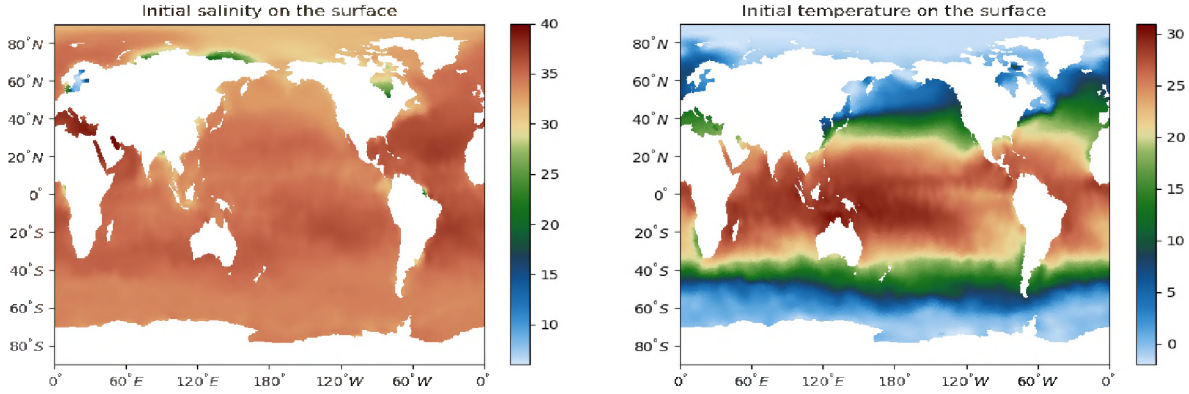 Initial salinity on the surface
80°N
60°N
40°N
20°N
0°
20°S
40°S
60°S
80°S
0° 60°E 120°E 180° 120°W 60°W 0°
40
35
30
25
20
15
10
Initial temperature on the surface
80°N
60°N
40°N
20°N
0°
20°S
40°S
60°S
80°S
0° 60°E 120°E 180° 120°W 60°W 0°
30
25
20
15
10
5
0